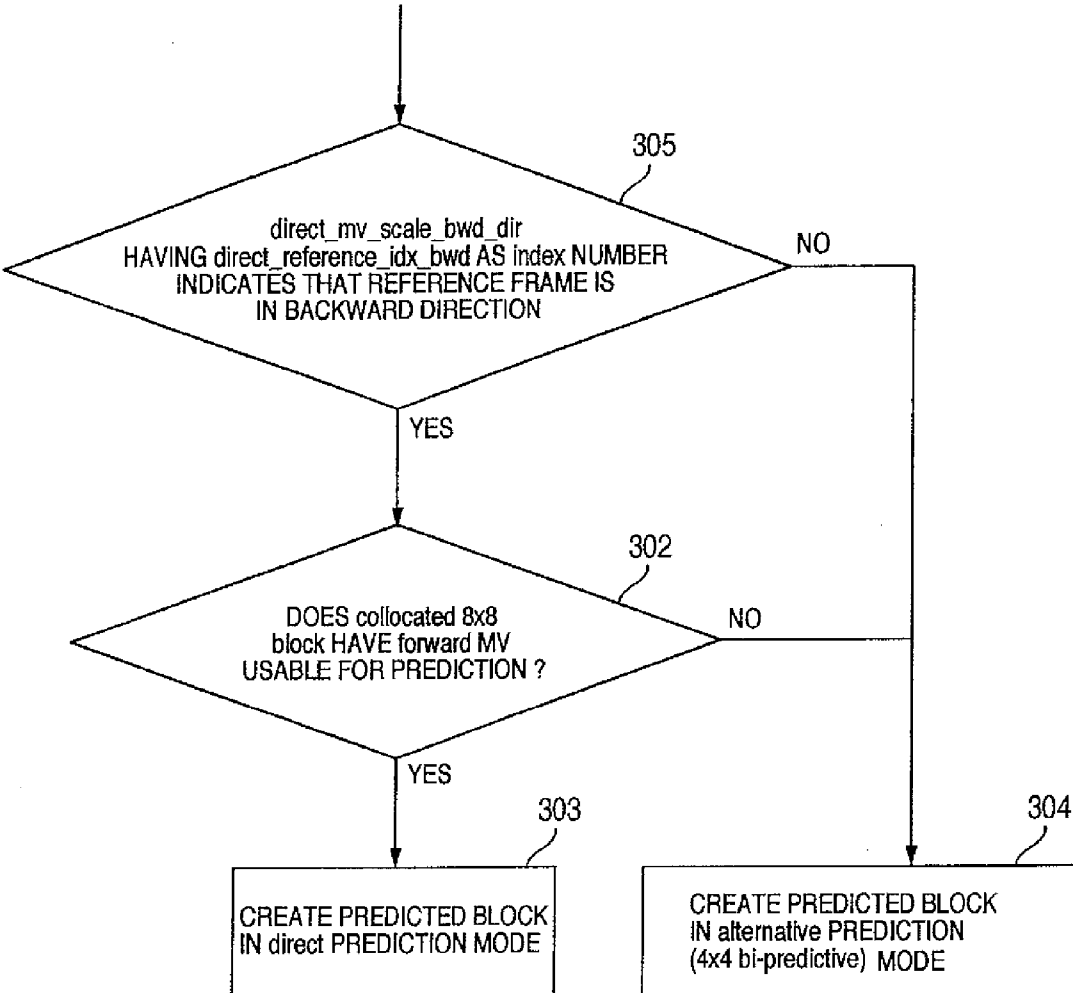 305
direct_mv_scale_bwd_dir
HAVING direct_reference_idx_bwd AS index NUMBER
INDICATES THAT REFERENCE FRAME IS
IN BACKWARD DIRECTION
NO
YES
302
DOES collocated 8x8
block HAVE forward MV
USABLE FOR PREDICTION ?
NO
YES
303
CREATE PREDICTED BLOCK
IN direct PREDICTION MODE
304
CREATE PREDICTED BLOCK
IN alternative PREDICTION
(4x4 bi-predictive) MODE